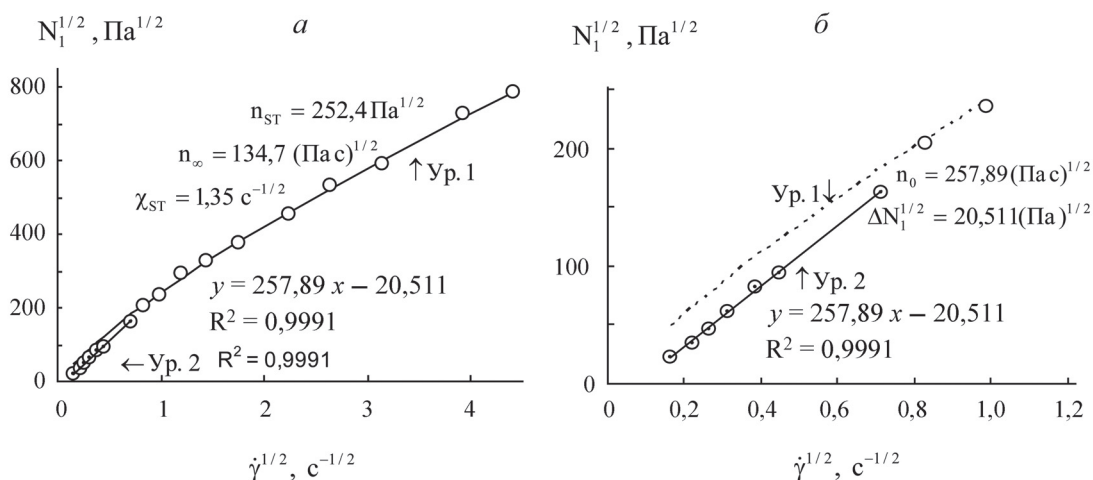 а
N₁^{1/2}, Па^{1/2}
800
600
400
200
0
n_{ST} = 252,4 Па^{1/2}
n_∞ = 134,7 (Па с)^{1/2}
χ_{ST} = 1,35 с^{−1/2}
↑Ур. 1
y = 257,89 x − 20,511
R² = 0,9991
←Ур. 2
R² = 0,9991
0 1 2 3 4
γ̇^{1/2}, с^{−1/2}
б
N₁^{1/2}, Па^{1/2}
200
100
0
Ур. 1↓
n₀ = 257,89(Па с)^{1/2}
ΔN₁^{1/2} = 20,511(Па)^{1/2}
↑Ур. 2
y = 257,89 x − 20,511
R² = 0,9991
0 0,2 0,4 0,6 0,8 1,0 1,2
γ̇^{1/2}, с^{−1/2}